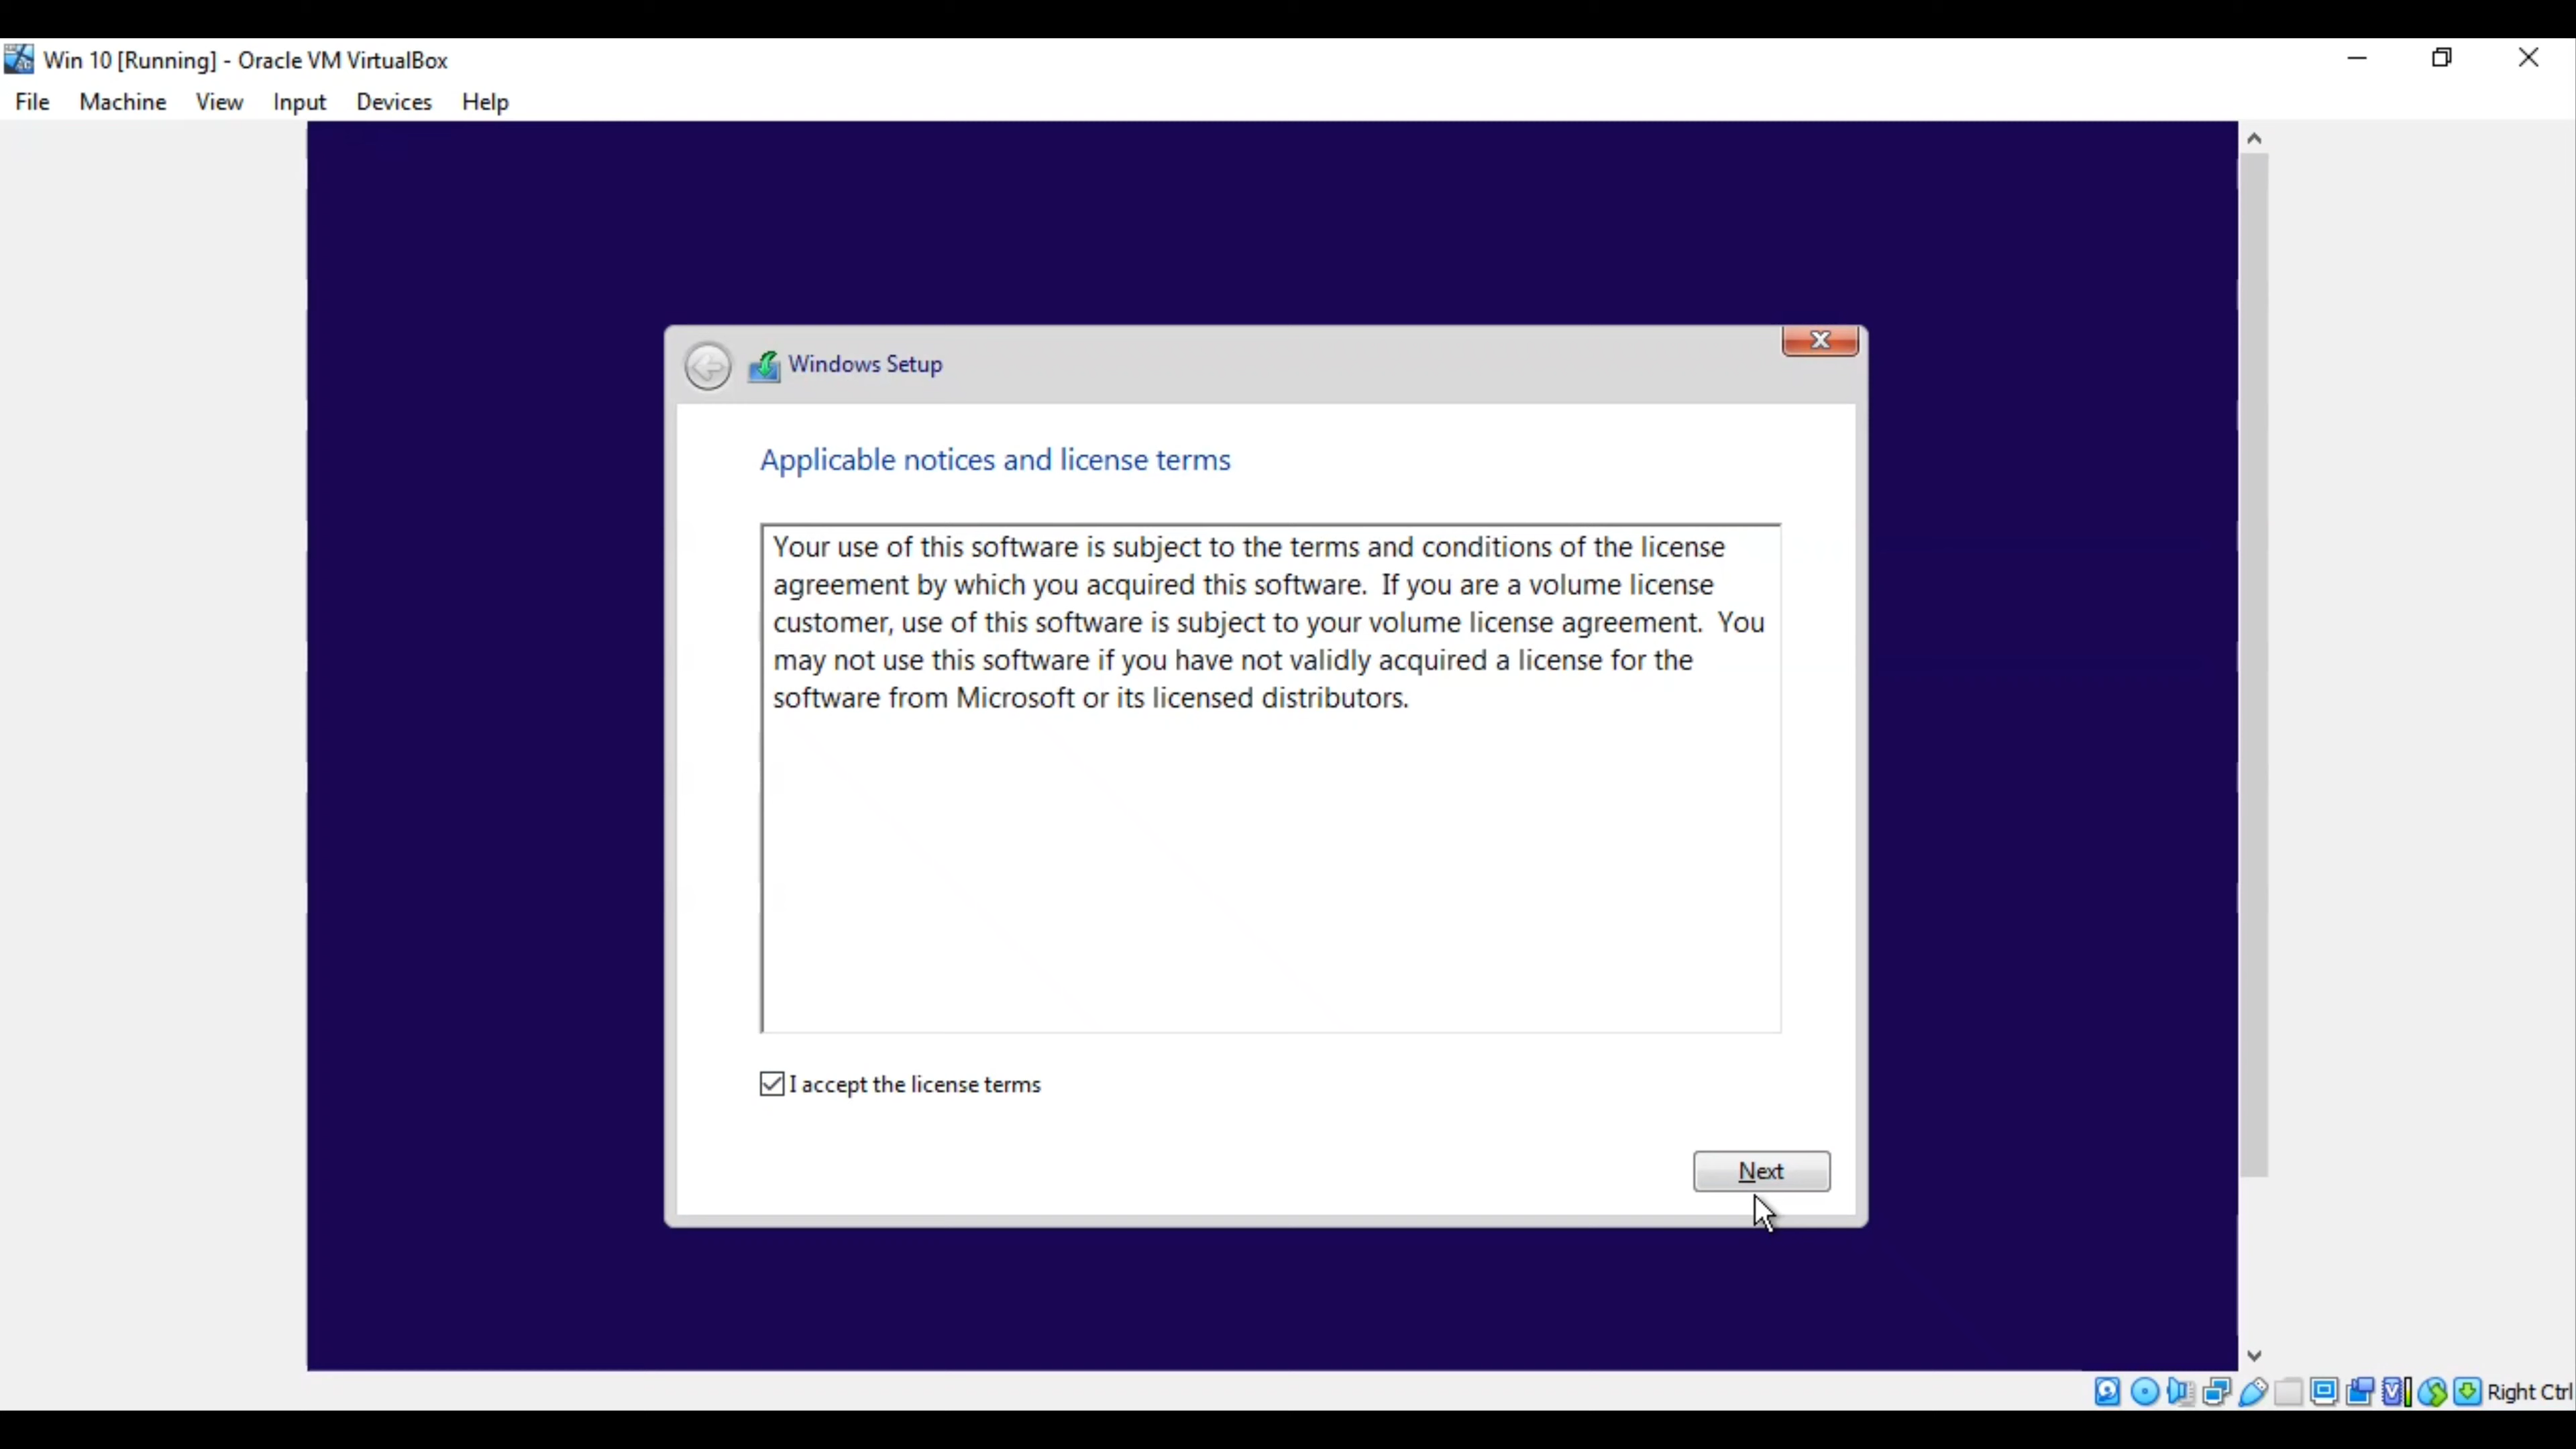 Win 10 [Running] - Oracle VM VirtualBox
File Machine View Input Devices Help
Windows Setup
Applicable notices and license terms
Your use of this software is subject to the terms and conditions of the license
agreement by which you acquired this software. If you are a volume license
customer, use of this software is subject to your volume license agreement. You
may not use this software if you have not validly acquired a license for the
software from Microsoft or its licensed distributors.
I accept the license terms
Next
Right Ctrl